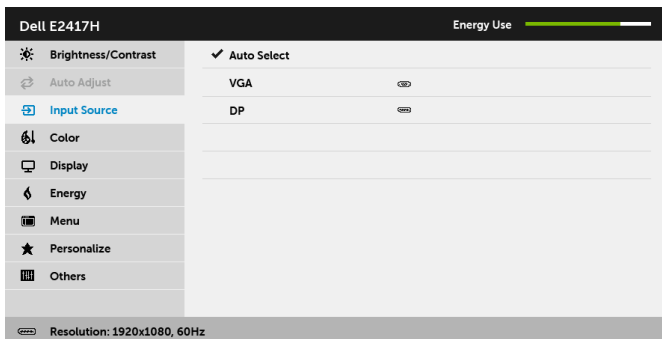 Dell E2417H
Energy Use
Brightness/Contrast
Auto Adjust
Input Source
Color
Display
Energy
Menu
Personalize
Others
Auto Select
VGA
DP
Resolution: 1920x1080, 60Hz